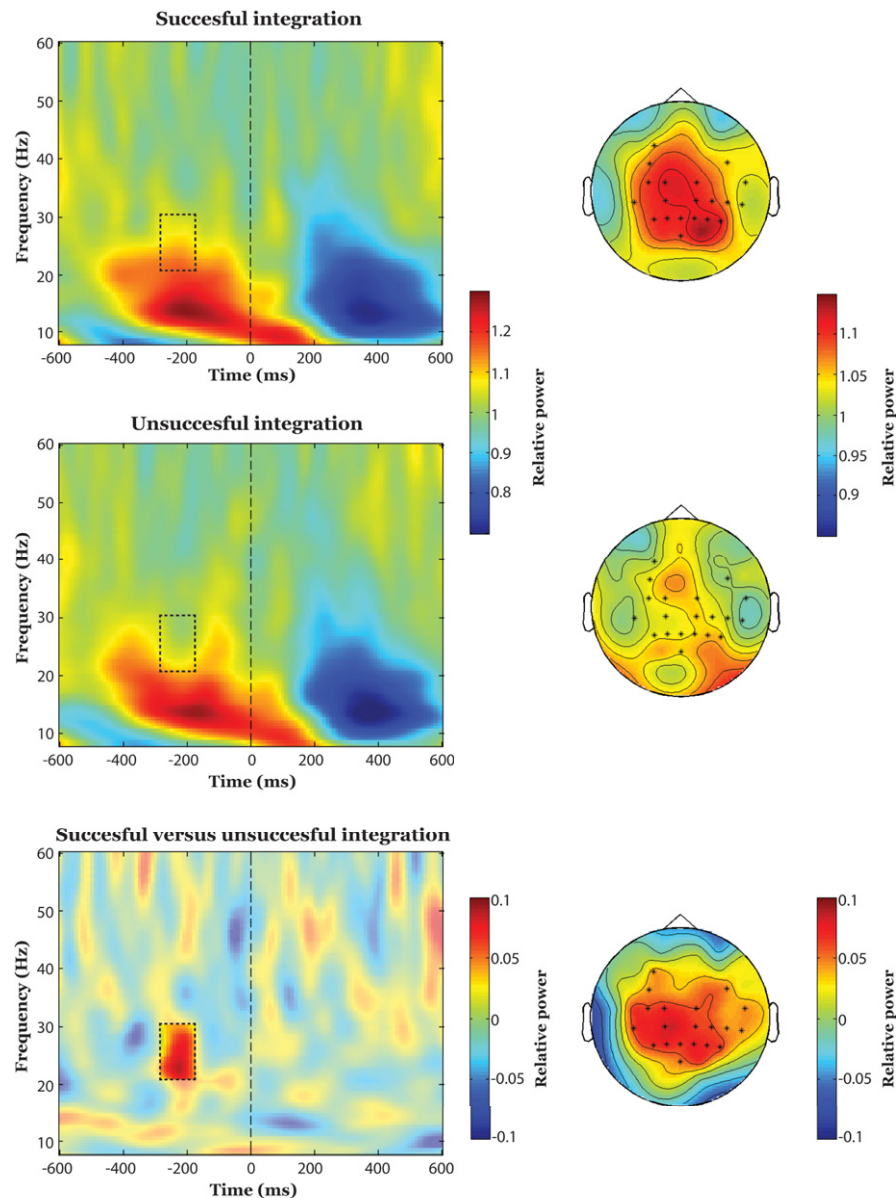 Succesful integration
60
50
40
30
20
10
Frequency (Hz)
-600 -400 -200 0 200 400 600
Time (ms)
1.2
1.1
1
0.9
0.8
Relative power
1.1
1.05
1
0.95
0.9
Relative power
Unsuccesful integration
60
50
40
30
20
10
Frequency (Hz)
-600 -400 -200 0 200 400 600
Time (ms)
Succesful versus unsuccesful integration
60
50
40
30
20
10
Frequency (Hz)
-600 -400 -200 0 200 400 600
Time (ms)
0.1
0.05
0
-0.05
-0.1
Relative power
0.1
0.05
0
-0.05
-0.1
Relative power